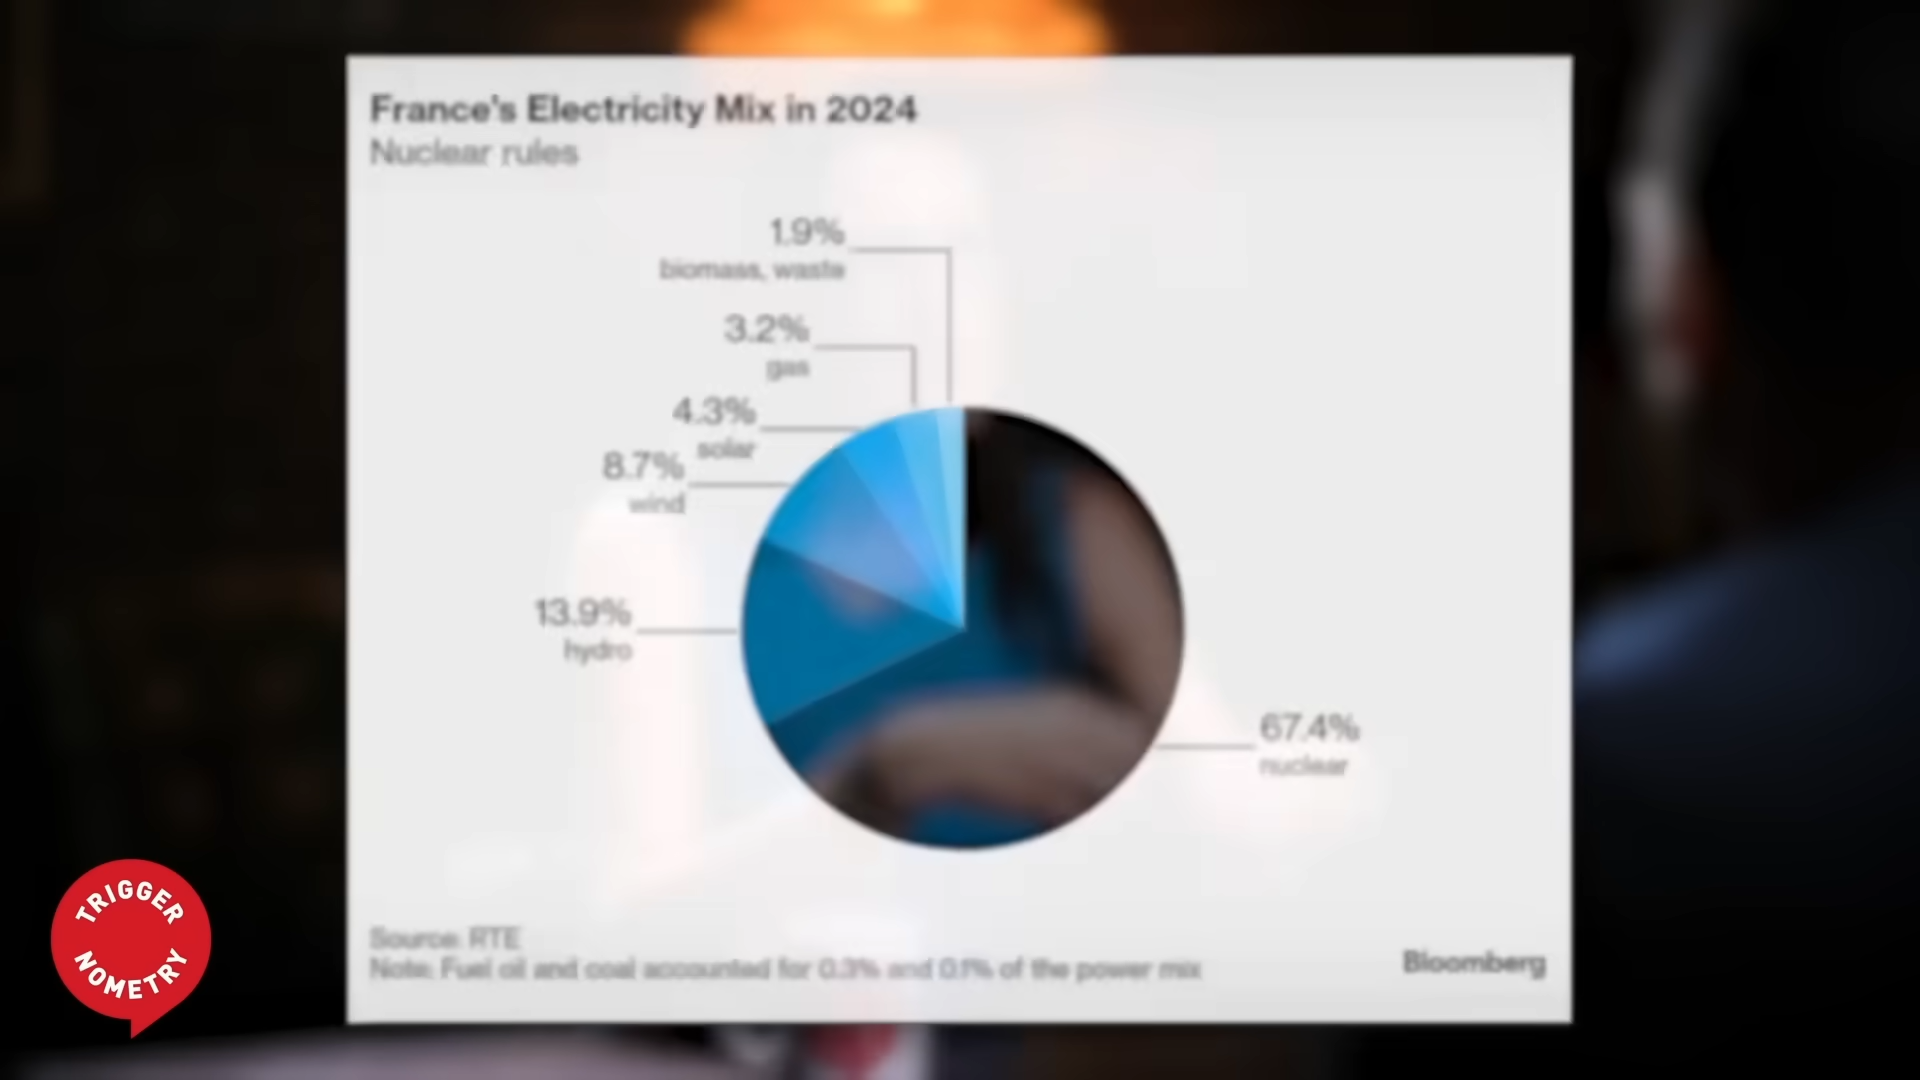 France's Electricity Mix in 2024
Nuclear rules
1.9%
biomass, waste
3.2%
gas
4.3%
solar
8.7%
wind
13.9%
hydro
67.4%
nuclear
Source: RTE
Note: Fuel oil and coal accounted for 0.3% and 0.1% of the power mix
Bloomberg
TRIGGER
NOMETRY